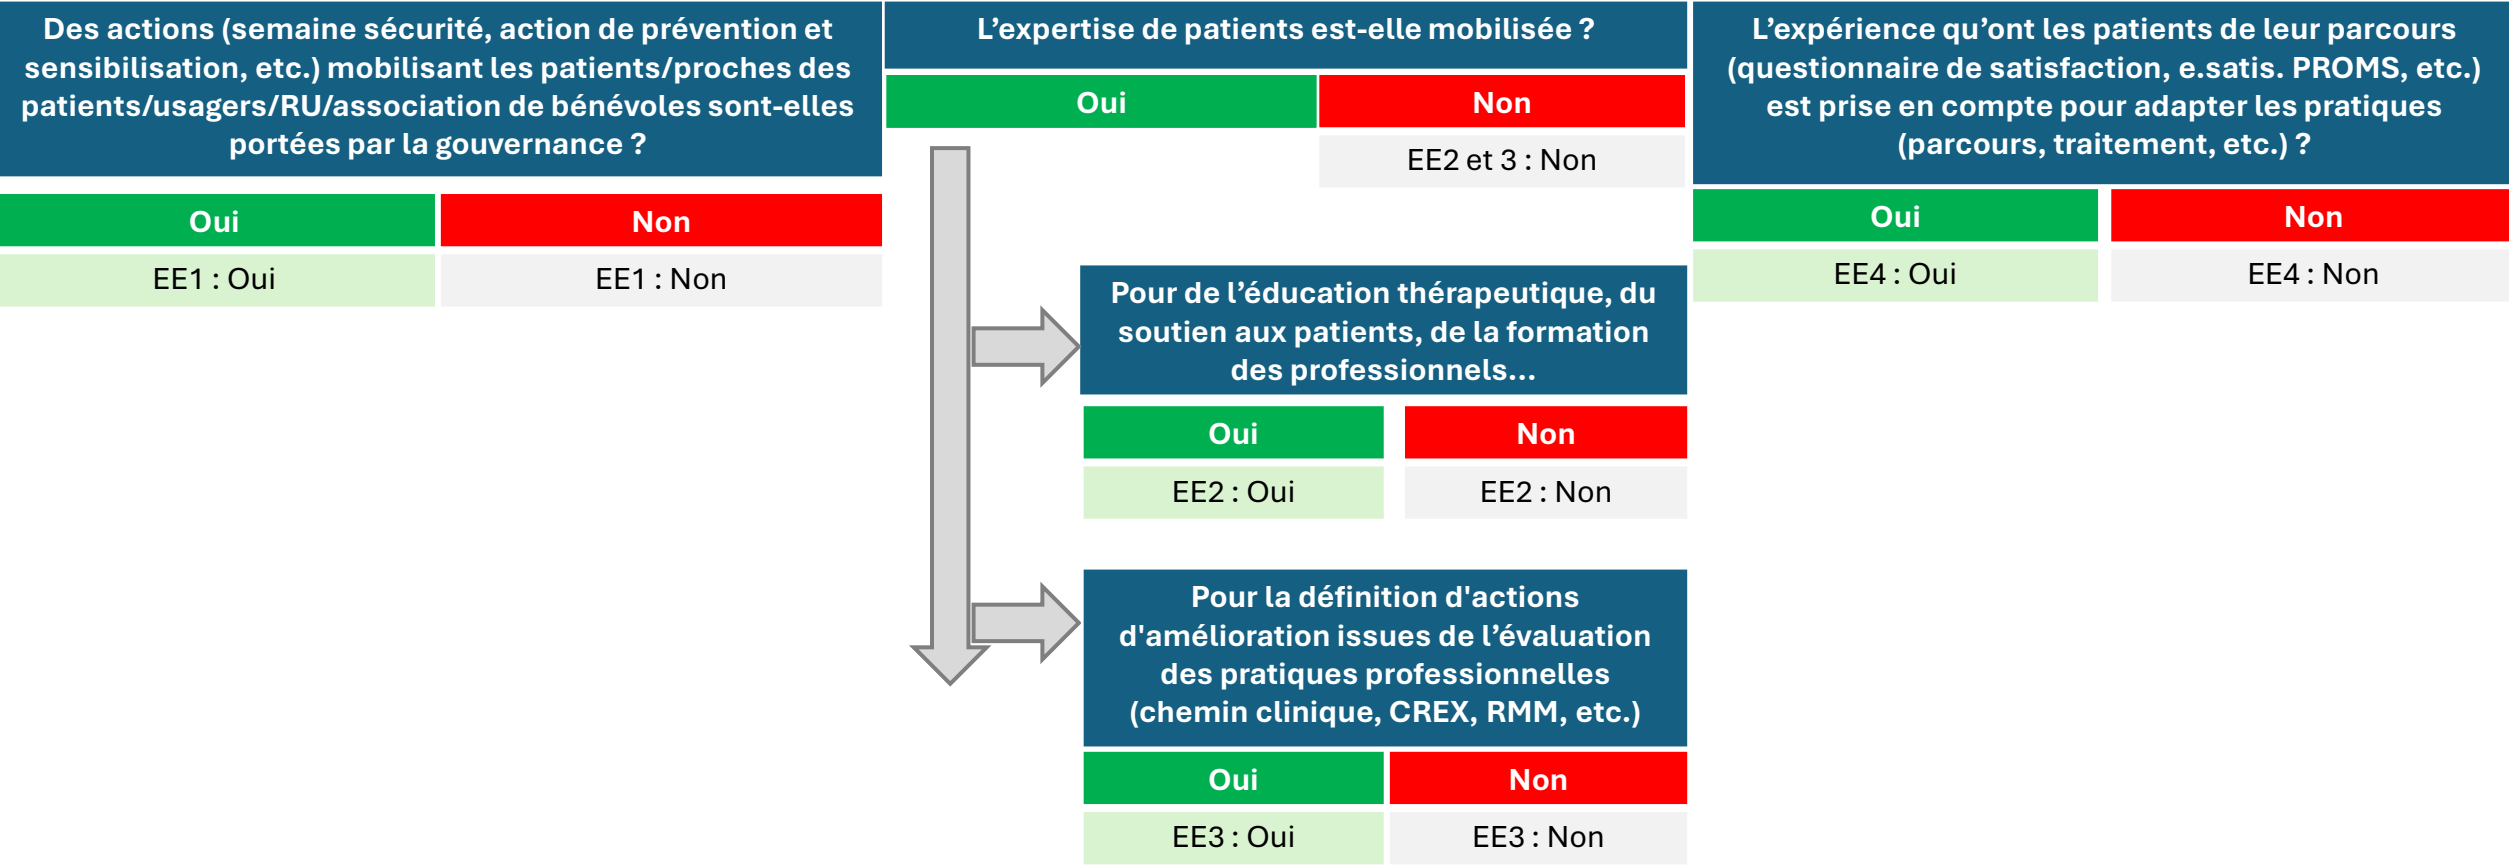 Des actions (semaine sécurité, action de prévention et
sensibilisation, etc.) mobilisant les patients/proches des
patients/usagers/RU/association de bénévoles sont-elles
portées par la gouvernance ?
Oui
Non
EE1 : Oui
EE1 : Non
L’expertise de patients est-elle mobilisée ?
Oui
Non
EE2 et 3 : Non
Pour de l’éducation thérapeutique, du
soutien aux patients, de la formation
des professionnels...
Oui
Non
EE2 : Oui
EE2 : Non
Pour la définition d'actions
d'amélioration issues de l’évaluation
des pratiques professionnelles
(chemin clinique, CREX, RMM, etc.)
Oui
Non
EE3 : Oui
EE3 : Non
L’expérience qu’ont les patients de leur parcours
(questionnaire de satisfaction, e.satis. PROMS, etc.)
est prise en compte pour adapter les pratiques
(parcours, traitement, etc.) ?
Oui
Non
EE4 : Oui
EE4 : Non